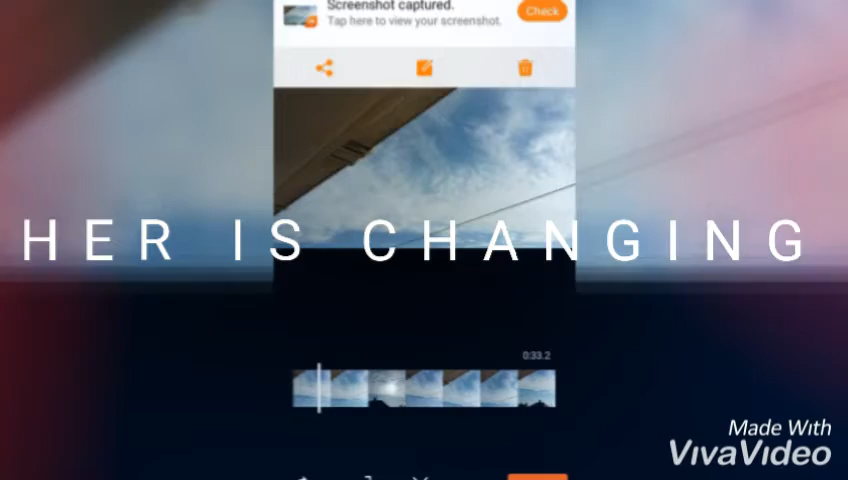 Screenshot captured.
Tap here to view your screenshot.
Check
HER IS CHANGING
0:33.2
Made With
VivaVideo